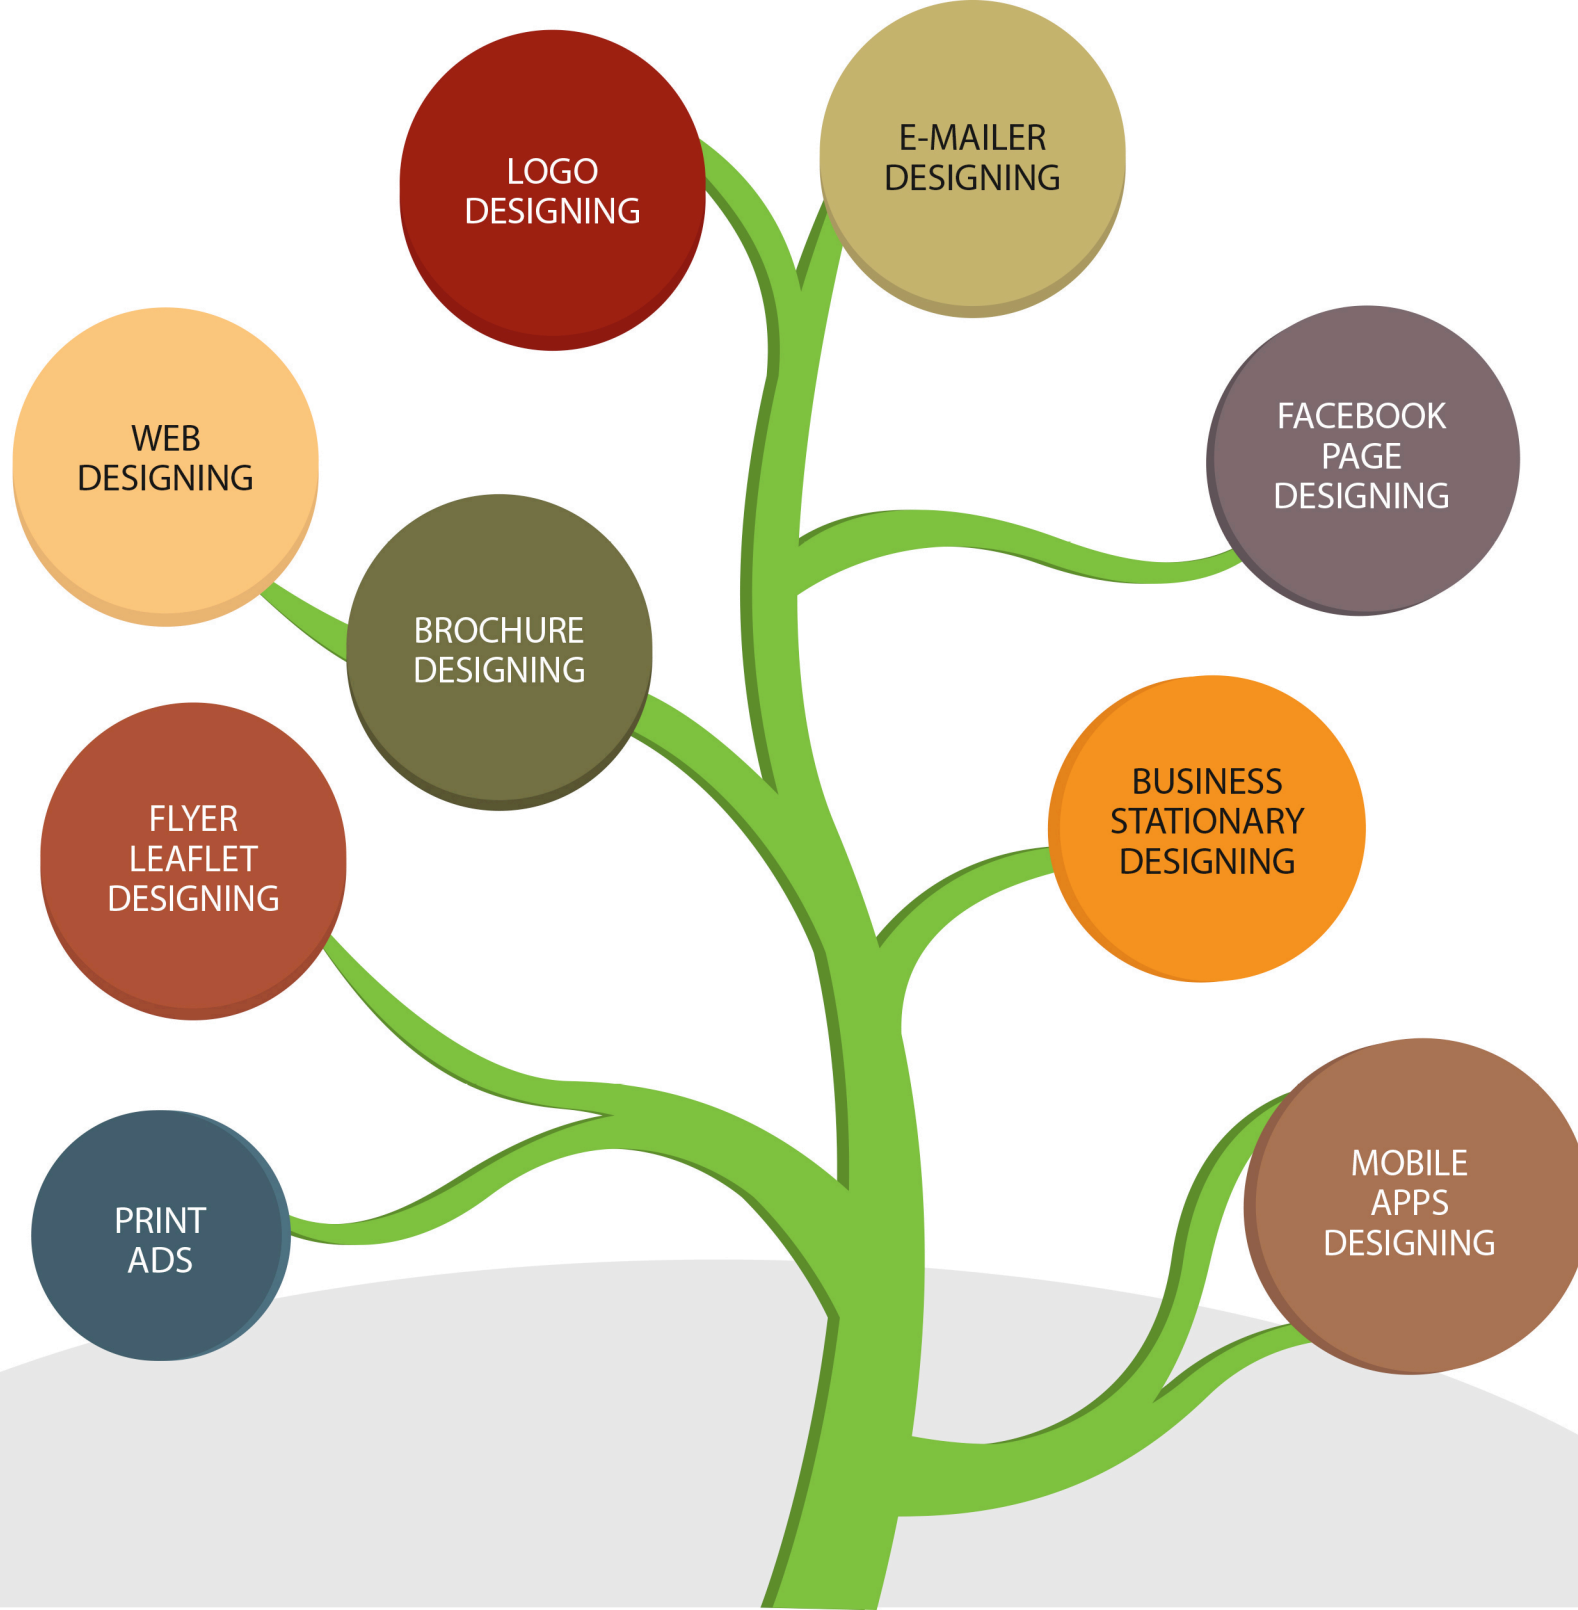 LOGO
DESIGNING
E-MAILER
DESIGNING
WEB
DESIGNING
FACEBOOK
PAGE
DESIGNING
BROCHURE
DESIGNING
FLYER
LEAFLET
DESIGNING
BUSINESS
STATIONARY
DESIGNING
PRINT
ADS
MOBILE
APPS
DESIGNING